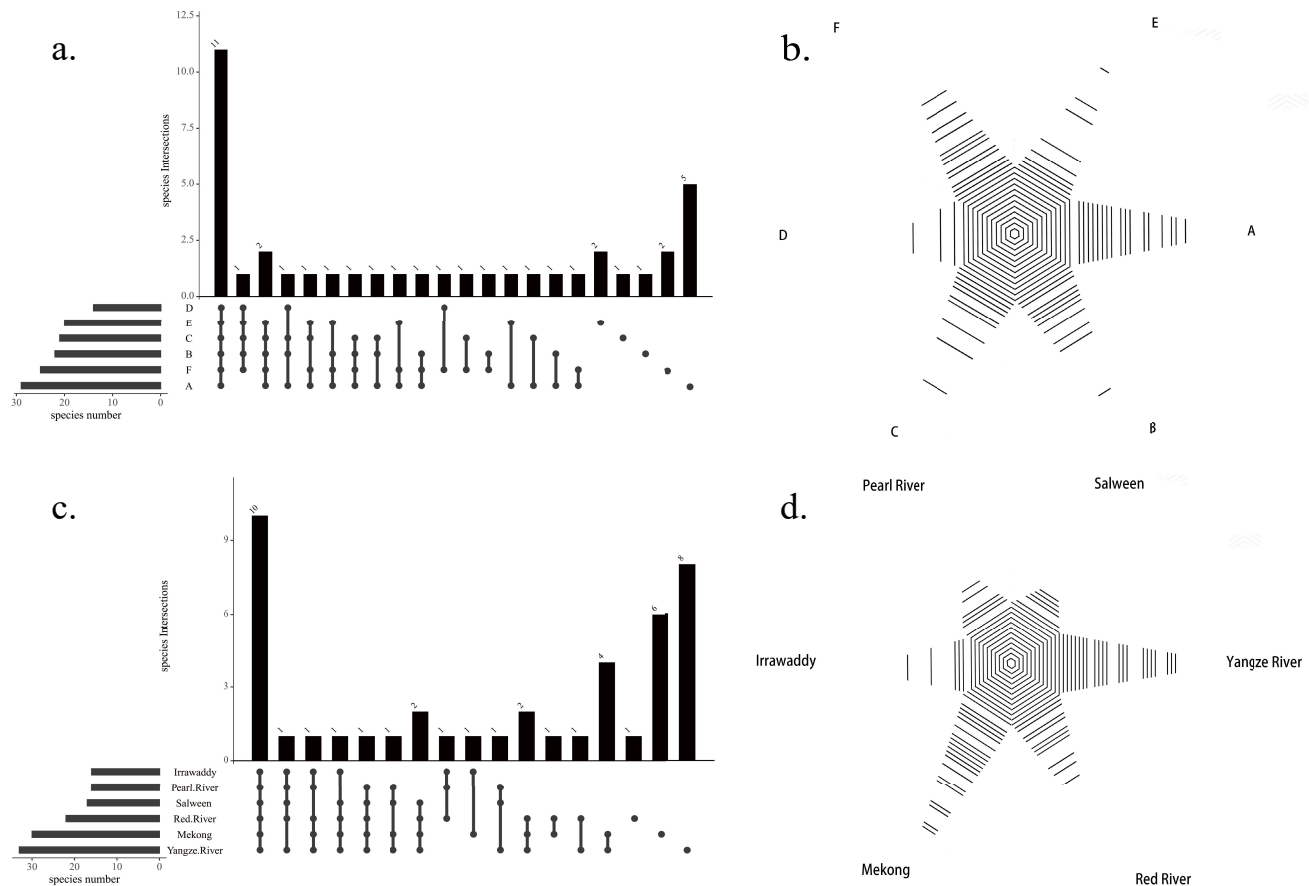 a.
12.5
10.0
7.5
5.0
2.5
0.0
species Intersections
11
1
2
1
1
1
1
1
1
1
1
1
1
1
1
1
1
2
1
1
2
5
D
E
C
B
F
A
30
20
10
0
species number
b.
F
E
D
A
C
B
c.
9
6
3
0
species Intersections
10
1
1
1
1
1
2
1
1
1
2
1
1
4
1
6
8
Irrawaddy
Pearl.River
Salween
Red.River
Mekong
Yangze.River
30
20
10
0
species number
d.
Pearl River
Salween
Irrawaddy
Yangze River
Mekong
Red River